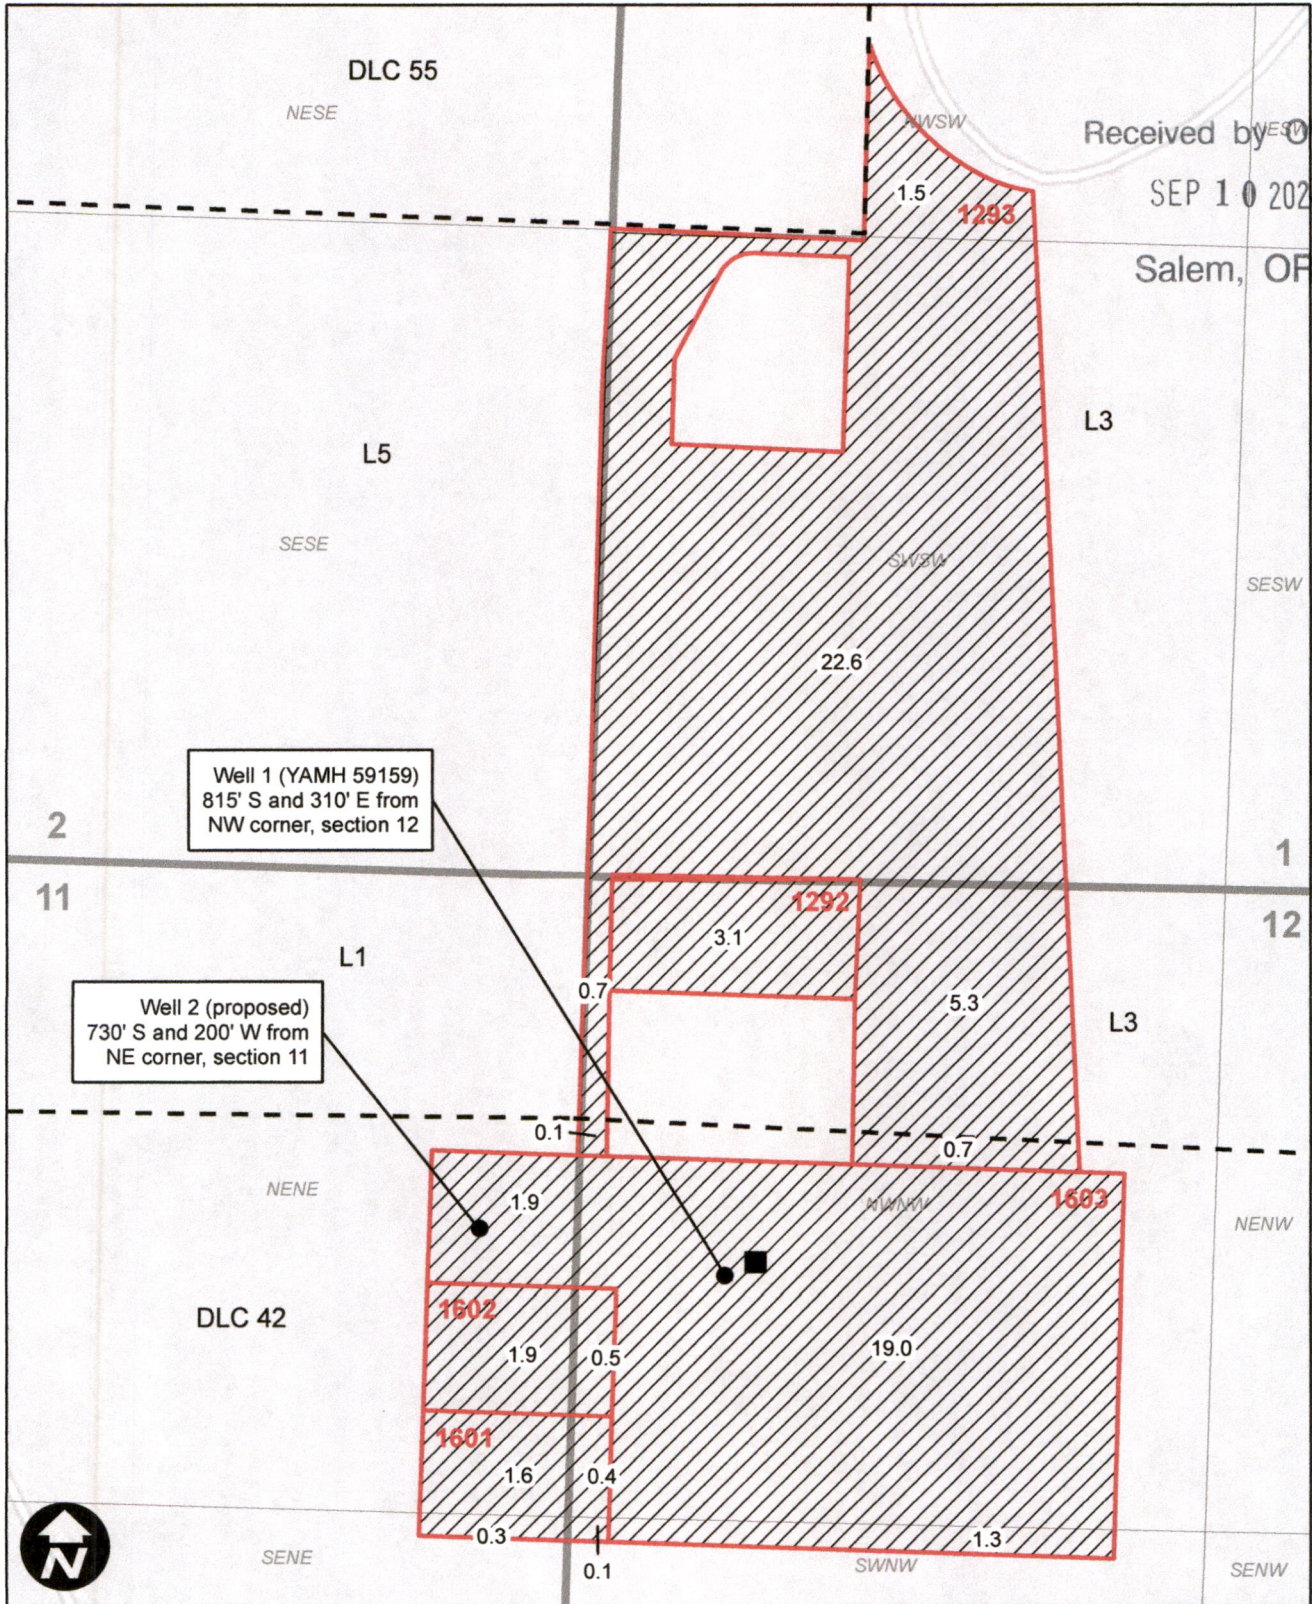 DLC 55
NESE
NWSW
Received by O
NESW
SEP 10 202
1.5
1293
Salem, OR
L3
L5
SESE
SWSW
SESW
22.6
Well 1 (YAMH 59159)
815' S and 310' E from
NW corner, section 12
2
1
11
1292
12
3.1
L1
0.7
5.3
L3
Well 2 (proposed)
730' S and 200' W from
NE corner, section 11
0.1
0.7
NENE
1.9
NWNW
1603
NENW
1602
DLC 42
1.9
0.5
19.0
1601
1.6
0.4
0.3
1.3
SENE
0.1
SWNW
SENW
N